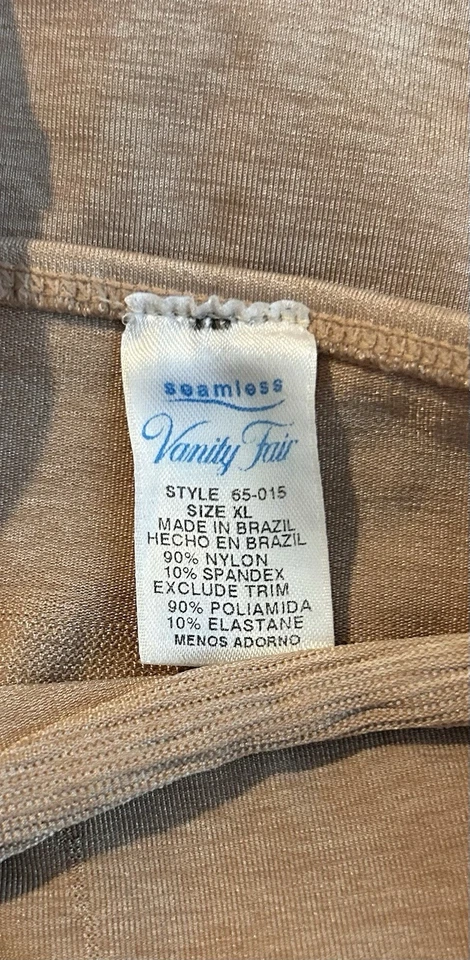 seamless
Vanity Fair
STYLE 65-015
SIZE XL
MADE IN BRAZIL
HECHO EN BRAZIL
90% NYLON
10% SPANDEX
EXCLUDE TRIM
90% POLIAMIDA
10% ELASTANE
MENOS ADORNO